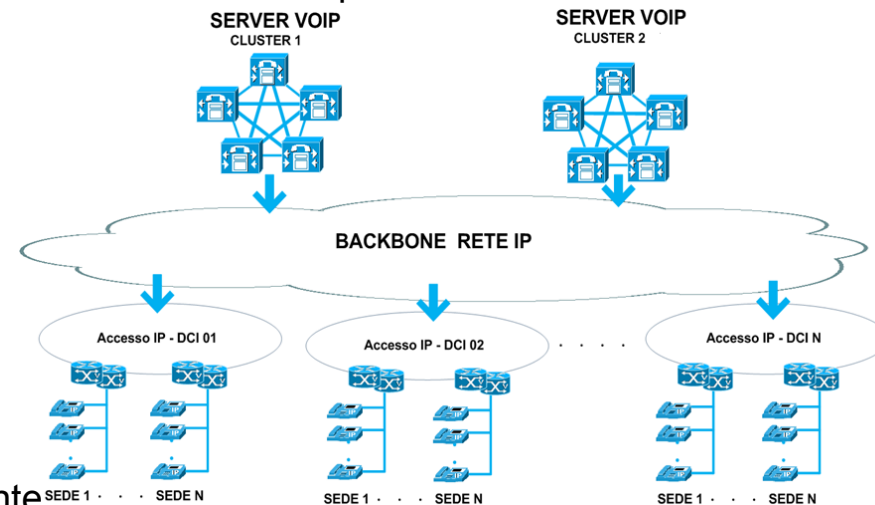 SERVER VOIP
CLUSTER 1
SERVER VOIP
CLUSTER 2
BACKBONE RETE IP
Accesso IP - DCI 01
Accesso IP - DCI 02
. . . .
Accesso IP - DCI N
nte
SEDE 1 · · · SEDE N
SEDE 1 · · · SEDE N
SEDE 1 · · · SEDE N